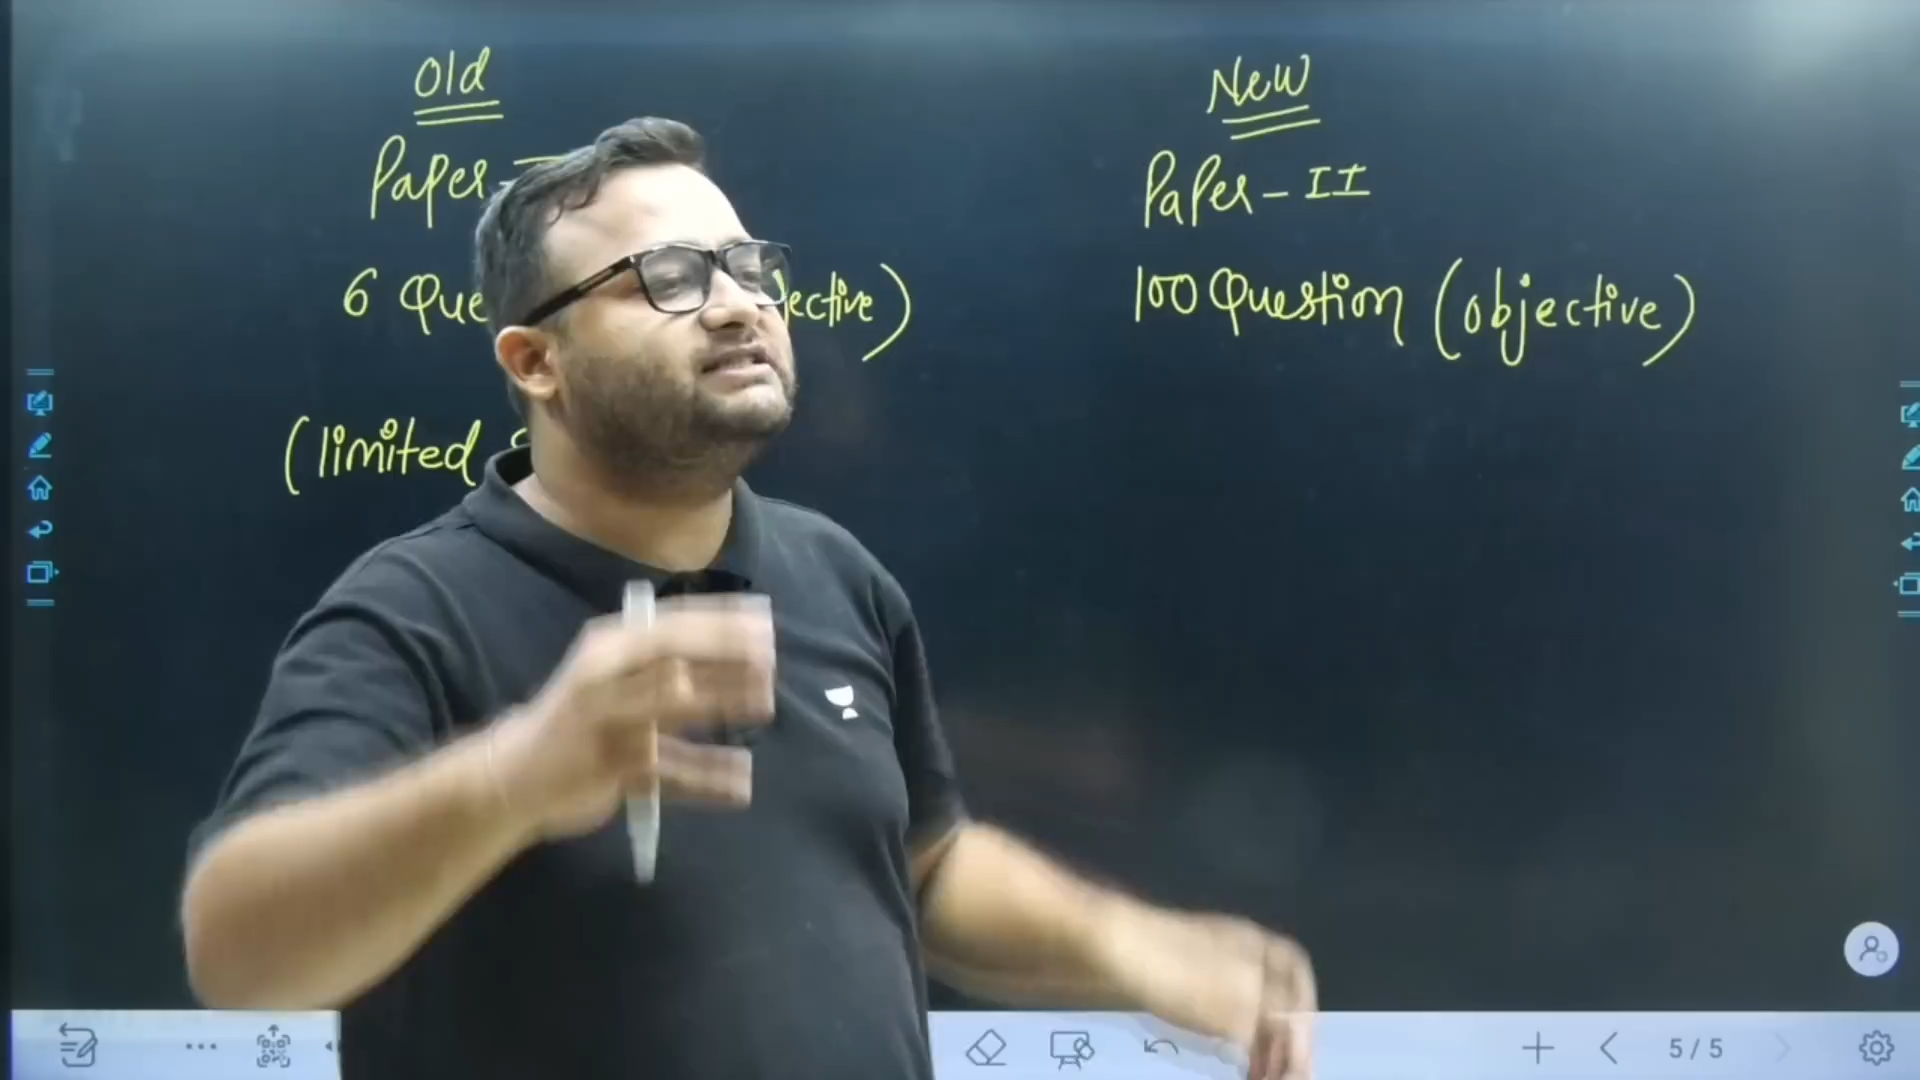 Old
Paper -
6 Que ective)
(limited
New
Paper - II
100 Question (objective)
5 / 5